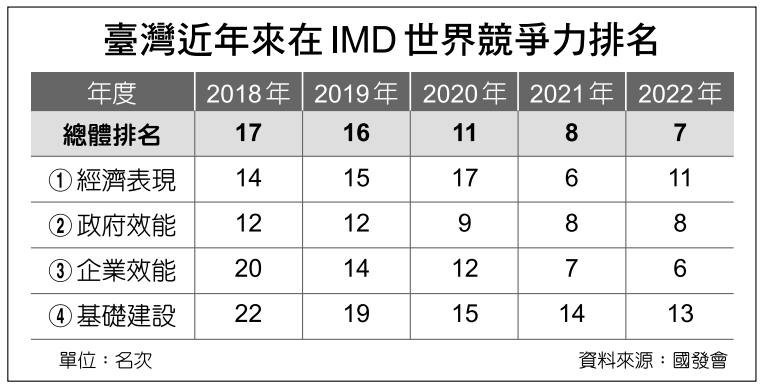 臺灣近年來在IMD世界競爭力排名
年度 2018年 2019年 2020年 2021年 2022年
總體排名 17 16 11 8 7
①經濟表現 14 15 17 6 11
②政府效能 12 12 9 8 8
③企業效能 20 14 12 7 6
④基礎建設 22 19 15 14 13
單位：名次 資料來源：國發會